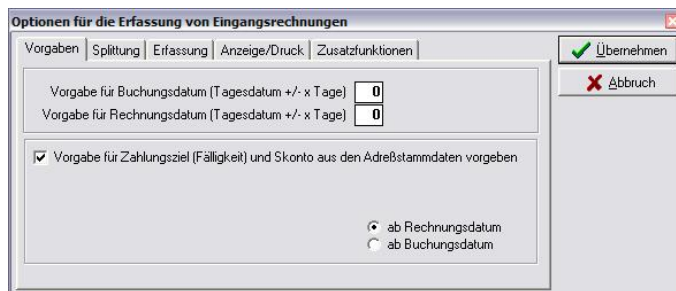 Optionen für die Erfassung von Eingangsrechnungen
Vorgaben Splittung Erfassung Anzeige/Druck Zusatzfunktionen
Übernehmen
Abbruch
Vorgabe für Buchungsdatum (Tagesdatum +/- x Tage) 0
Vorgabe für Rechnungsdatum (Tagesdatum +/- x Tage) 0
Vorgabe für Zahlungsziel (Fälligkeit) und Skonto aus den Adreßstammdaten vorgeben
ab Rechnungsdatum
ab Buchungsdatum